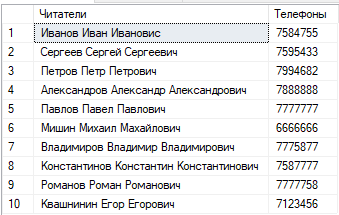 Читатели Телефоны
1 Иванов Иван Ивановис 7584755
2 Сергеев Сергей Сергеевич 7595433
3 Петров Петр Петрович 7994682
4 Александров Александр Александрович 7888888
5 Павлов Павел Павлович 7777777
6 Мишин Михаил Махайлович 6666666
7 Владимиров Владимир Владимирович 7775877
8 Константинов Константин Константинович 7587777
9 Романов Роман Романович 7777758
10 Квашнинин Егор Егорович 7123456